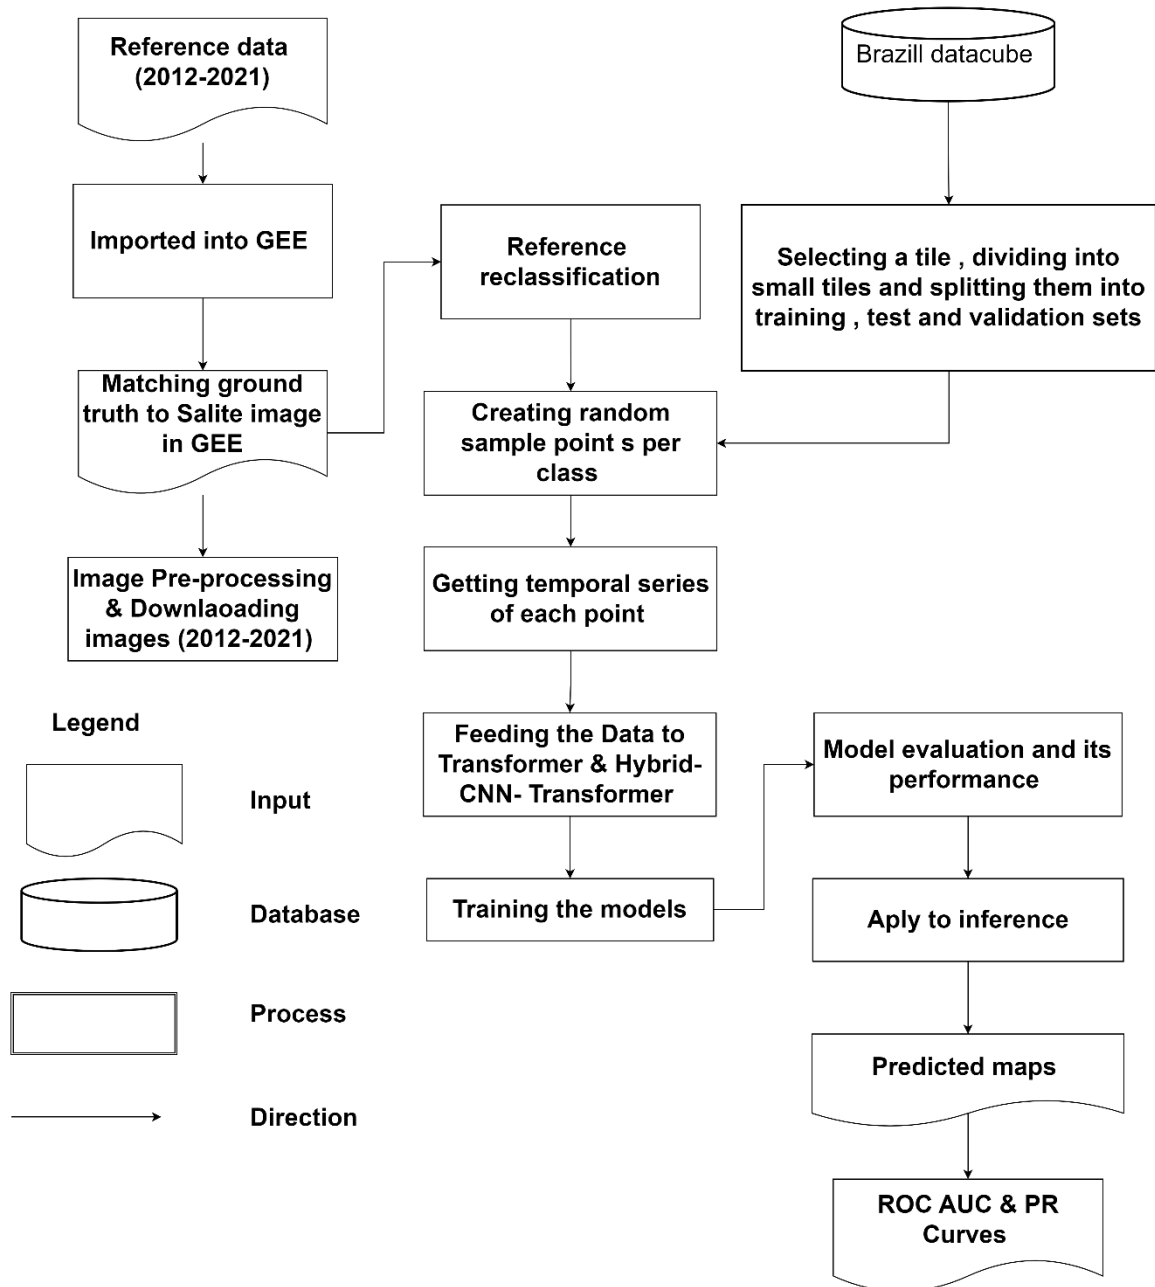 Reference data
(2012-2021)
Brazill datacube
Imported into GEE
Reference
reclassification
Selecting a tile , dividing into
small tiles and splitting them into
training , test and validation sets
Matching ground
truth to Salite image
in GEE
Creating random
sample point s per
class
Image Pre-processing
& Downlaoading
images (2012-2021)
Getting temporal series
of each point
Feeding the Data to
Transformer & Hybrid-
CNN- Transformer
Model evaluation and its
performance
Training the models
Aply to inference
Predicted maps
ROC AUC & PR
Curves
Legend
Input
Database
Process
Direction